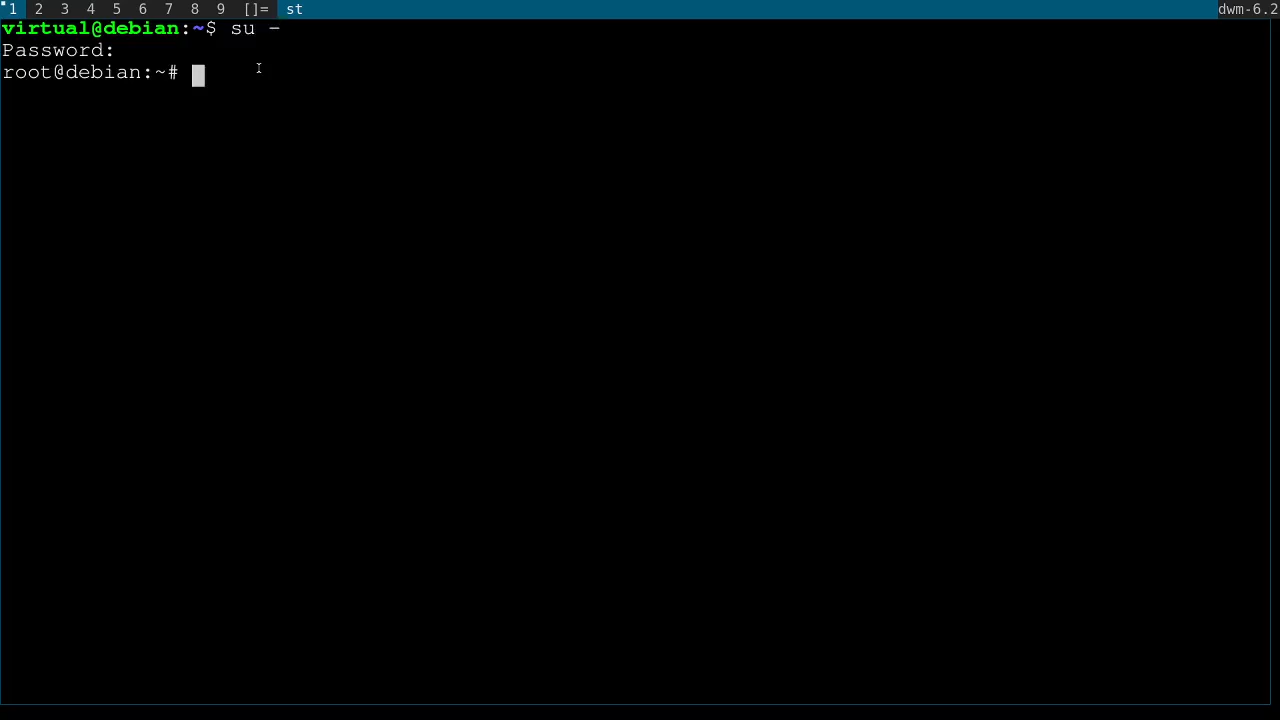 1 2 3 4 5 6 7 8 9 []= st dwm-6.2
virtual@debian:~$ su -
Password:
root@debian:~#